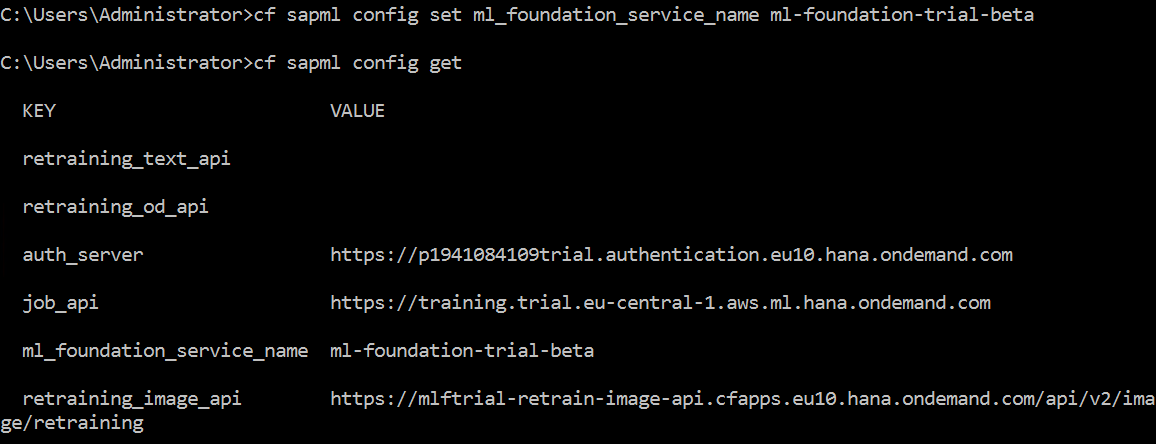 C:\Users\Administrator>cf sapml config set ml_foundation_service_name ml-foundation-trial-beta
C:\Users\Administrator>cf sapml config get
KEY VALUE
retraining_text_api
retraining_od_api
auth_server https://p1941084109trial.authentication.eu10.hana.ondemand.com
job_api https://training.trial.eu-central-1.aws.ml.hana.ondemand.com
ml_foundation_service_name ml-foundation-trial-beta
retraining_image_api https://mlftrial-retrain-image-api.cfapps.eu10.hana.ondemand.com/api/v2/ima
ge/retraining